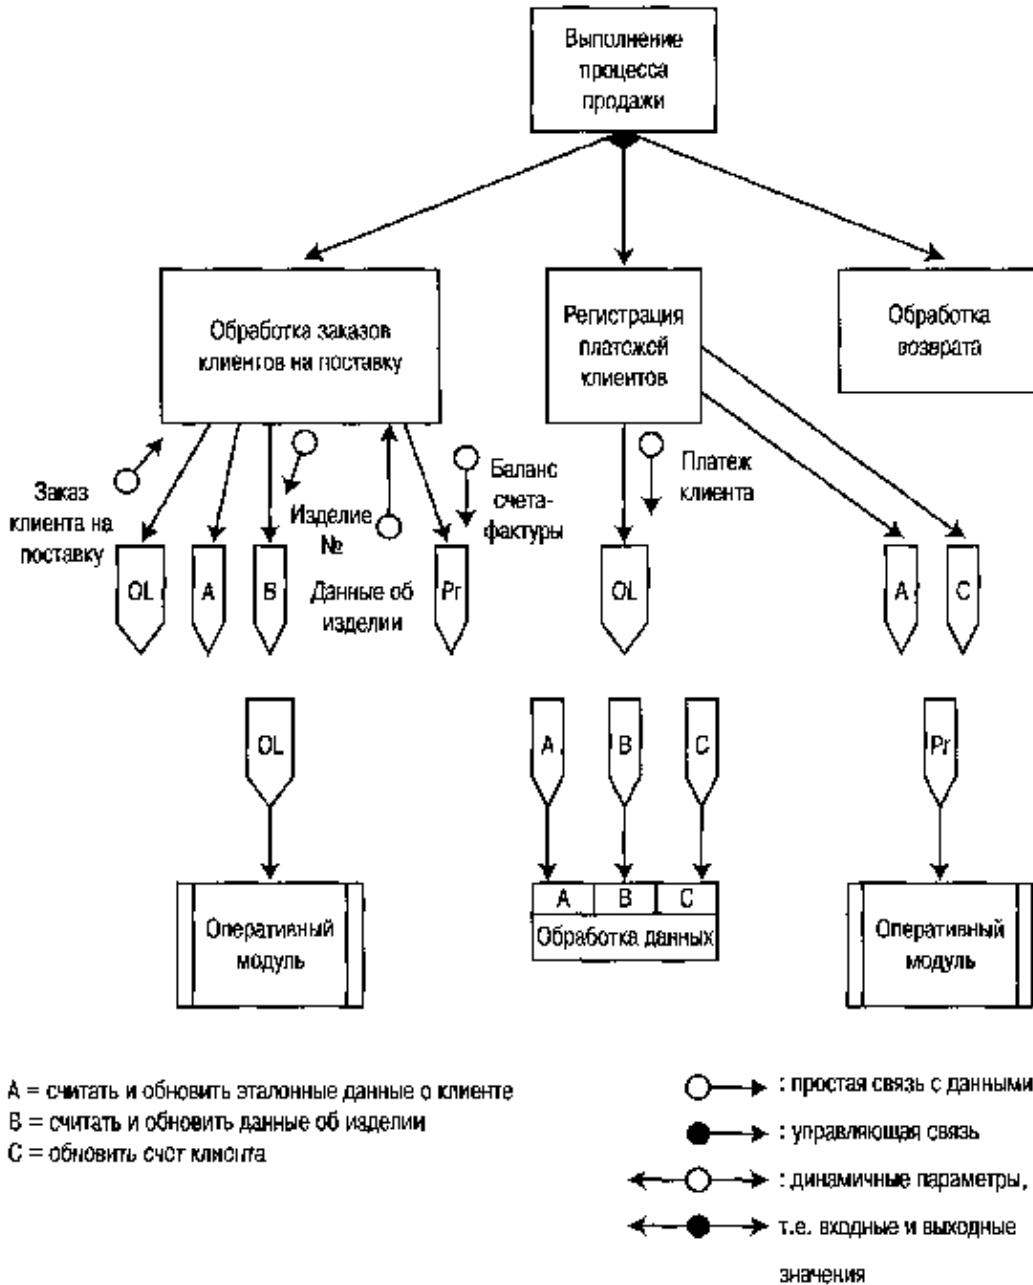 Выполнение
процесса
продажи
Обработка заказов
клиентов на поставку
Регистрация
платежей
клиентов
Обработка
возврата
Заказ
клиента на
поставку
Изделие
№
Данные об
изделии
Баланс
счета-
фактуры
Платеж
клиента
OL
A
B
Pr
OL
A
C
OL
A
B
C
Pr
Оперативный
модуль
A
B
C
Обработка данных
Оперативный
модуль
A = считать и обновить эталонные данные о клиенте
B = считать и обновить данные об изделии
C = обновить счет клиента
: простая связь с данными
: управляющая связь
: динамичные параметры,
т.е. входные и выходные
значения